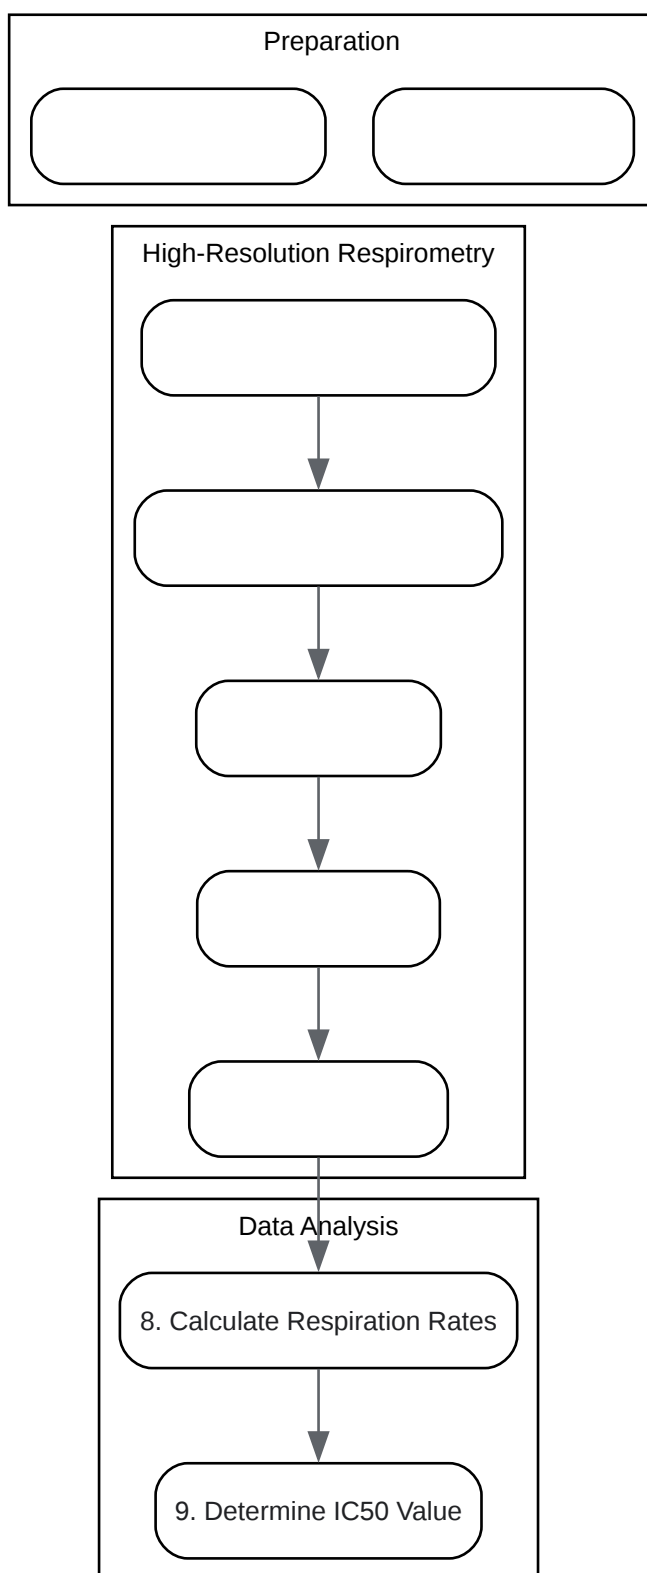 Preparation
High-Resolution Respirometry
Data Analysis
8. Calculate Respiration Rates
9. Determine IC50 Value